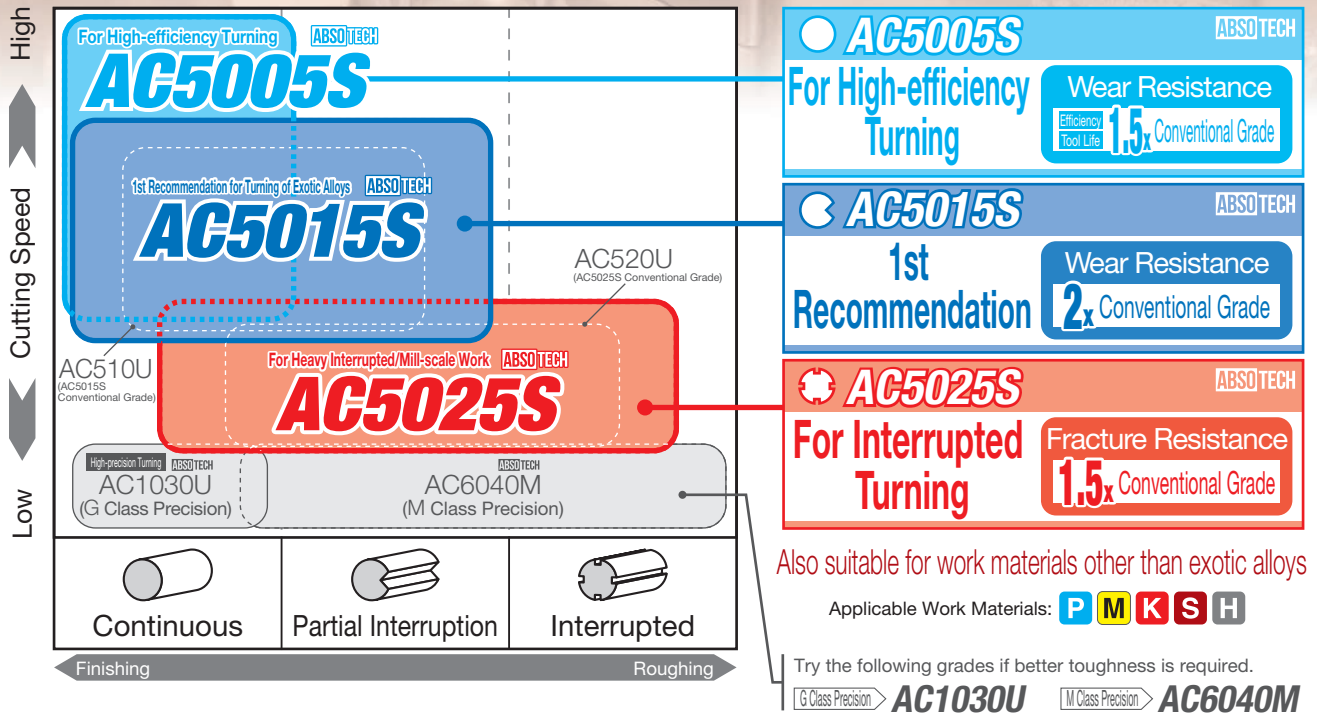 High
Cutting Speed
Low
For High-efficiency Turning ABSOTECH
AC5005S
1st Recommendation for Turning of Exotic Alloys ABSOTECH
AC5015S
AC520U
(AC5025S Conventional Grade)
AC510U
(AC5015S
Conventional Grade)
For Heavy Interrupted/Mill-scale Work ABSOTECH
AC5025S
High-precision Turning ABSOTECH
AC1030U
(G Class Precision)
ABSOTECH
AC6040M
(M Class Precision)
Continuous
Partial Interruption
Interrupted
Finishing
Roughing
AC5005S ABSOTECH
For High-efficiency
Turning
Wear Resistance
Efficiency
Tool Life
1.5x Conventional Grade
AC5015S ABSOTECH
1st
Recommendation
Wear Resistance
2x Conventional Grade
AC5025S ABSOTECH
For Interrupted
Turning
Fracture Resistance
1.5x Conventional Grade
Also suitable for work materials other than exotic alloys
Applicable Work Materials: P M K S H
Try the following grades if better toughness is required.
G Class Precision AC1030U M Class Precision AC6040M